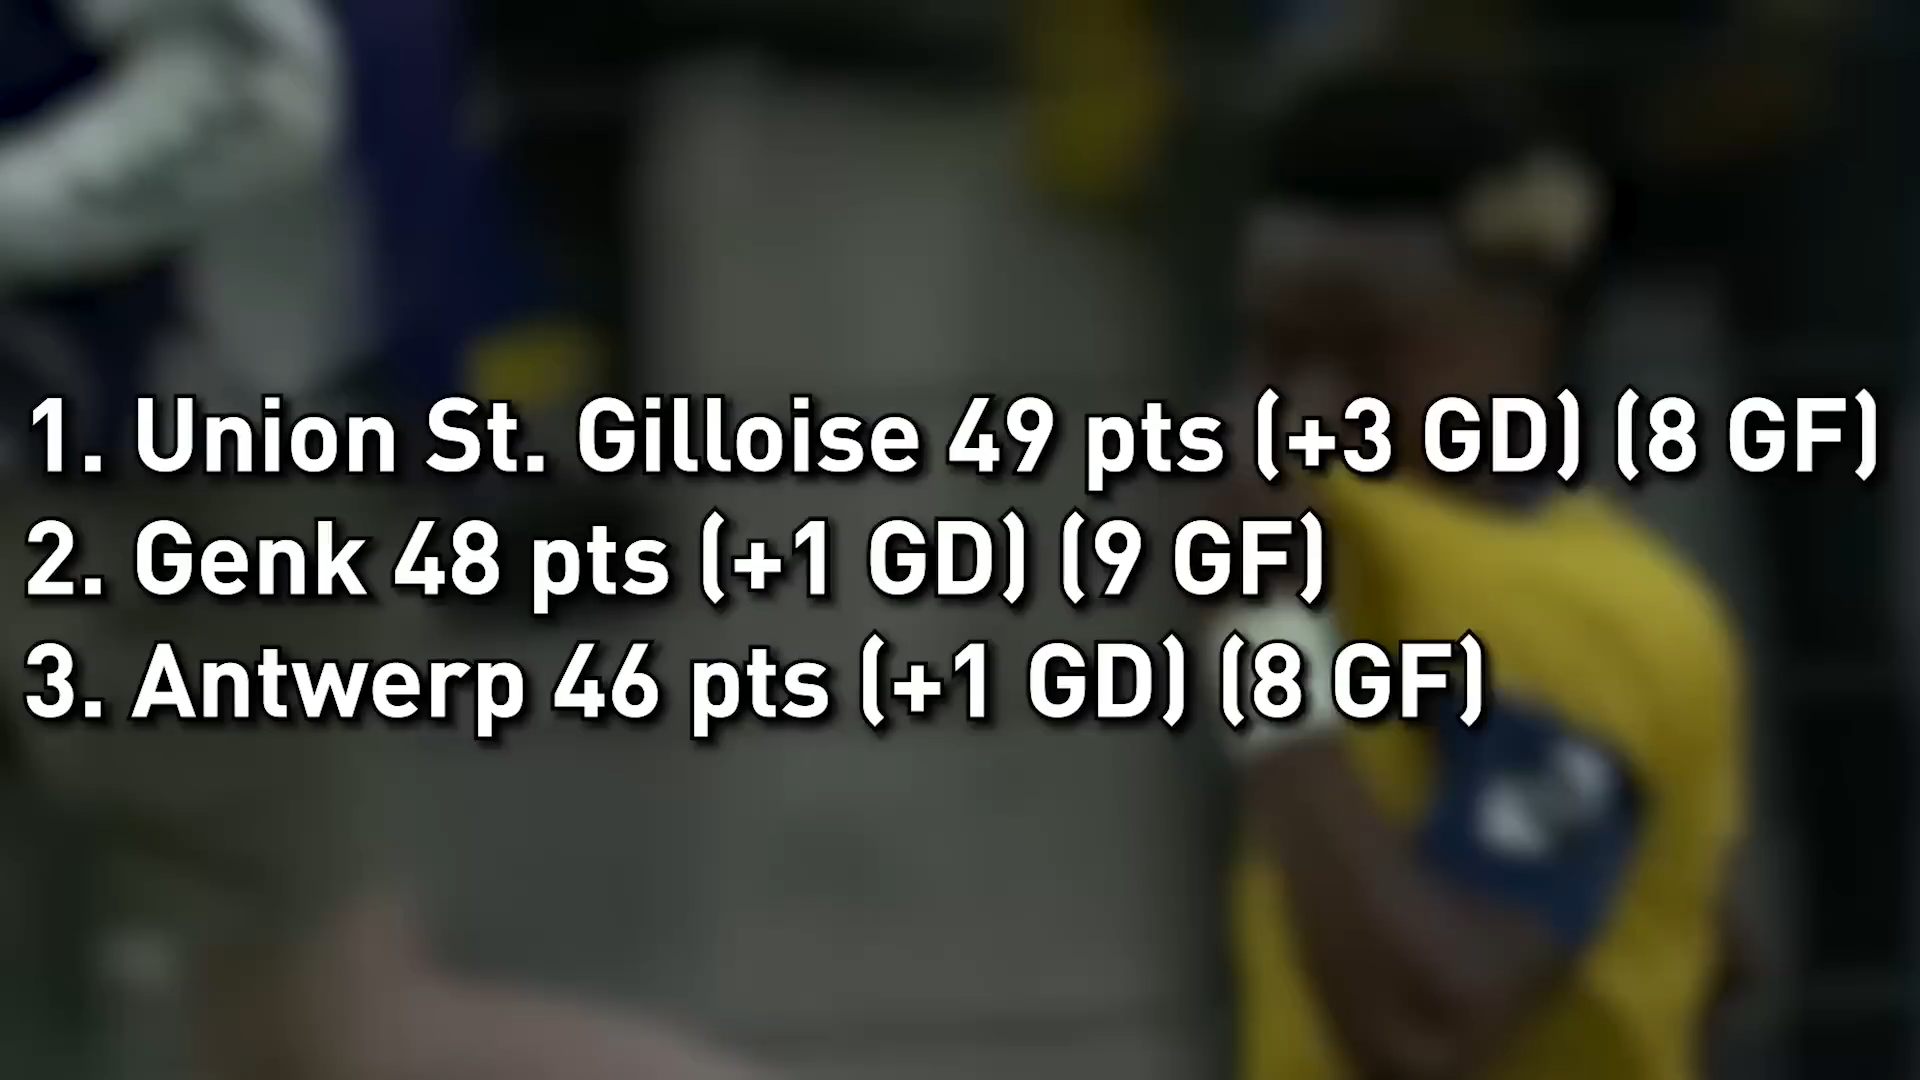 1. Union St. Gilloise 49 pts (+3 GD) (8 GF)
2. Genk 48 pts (+1 GD) (9 GF)
3. Antwerp 46 pts (+1 GD) (8 GF)